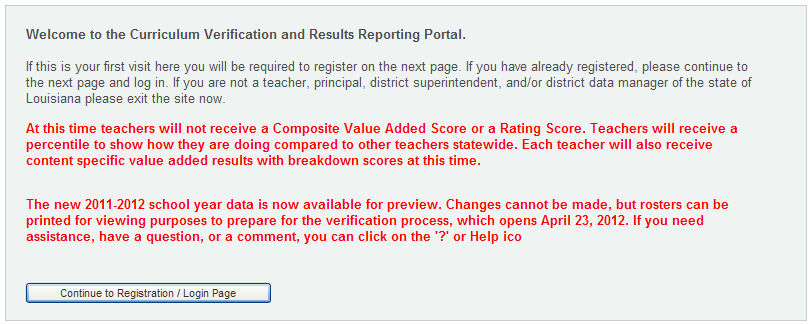 Welcome to the Curriculum Verification and Results Reporting Portal.
If this is your first visit here you will be required to register on the next page. If you have already registered, please continue to
the next page and log in. If you are not a teacher, principal, district superintendent, and/or district data manager of the state of
Louisiana please exit the site now.
At this time teachers will not receive a Composite Value Added Score or a Rating Score. Teachers will receive a
percentile to show how they are doing compared to other teachers statewide. Each teacher will also receive
content specific value added results with breakdown scores at this time.
The new 2011-2012 school year data is now available for preview. Changes cannot be made, but rosters can be
printed for viewing purposes to prepare for the verification process, which opens April 23, 2012. If you need
assistance, have a question, or a comment, you can click on the '?' or Help ico
Continue to Registration / Login Page